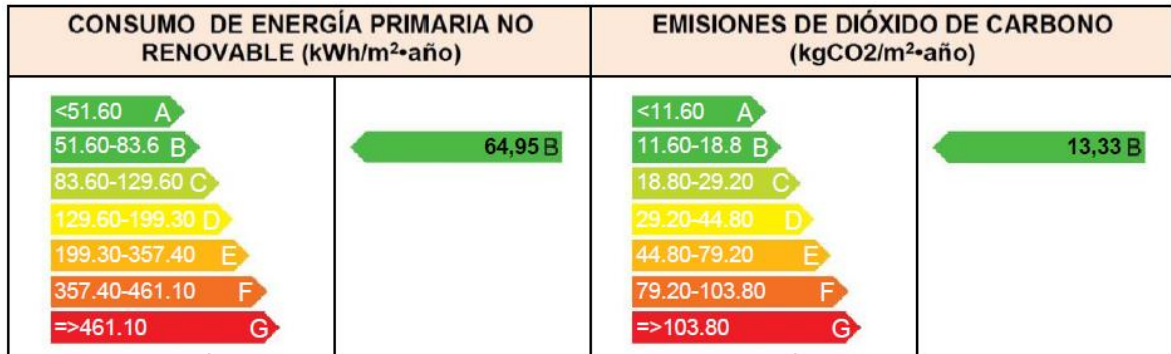 CONSUMO DE ENERGÍA PRIMARIA NO
RENOVABLE (kWh/m²•año)
<51.60 A
51.60-83.6 B
83.60-129.60 C
129.60-199.30 D
199.30-357.40 E
357.40-461.10 F
=>461.10 G
64,95 B
EMISIONES DE DIÓXIDO DE CARBONO
(kgCO2/m²•año)
<11.60 A
11.60-18.8 B
18.80-29.20 C
29.20-44.80 D
44.80-79.20 E
79.20-103.80 F
=>103.80 G
13,33 B